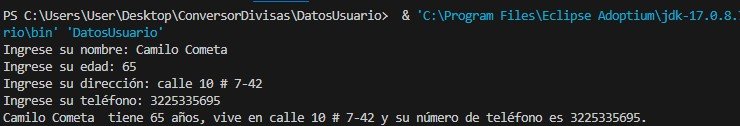 PS C:\Users\User\Desktop\ConversorDivisas\DatosUsuario>  & 'C:\Program Files\Eclipse Adoptium\jdk-17.0.8.
rio\bin' 'DatosUsuario'
Ingrese su nombre: Camilo Cometa
Ingrese su edad: 65
Ingrese su dirección: calle 10 # 7-42
Ingrese su teléfono: 3225335695
Camilo Cometa  tiene 65 años, vive en calle 10 # 7-42 y su número de teléfono es 3225335695.